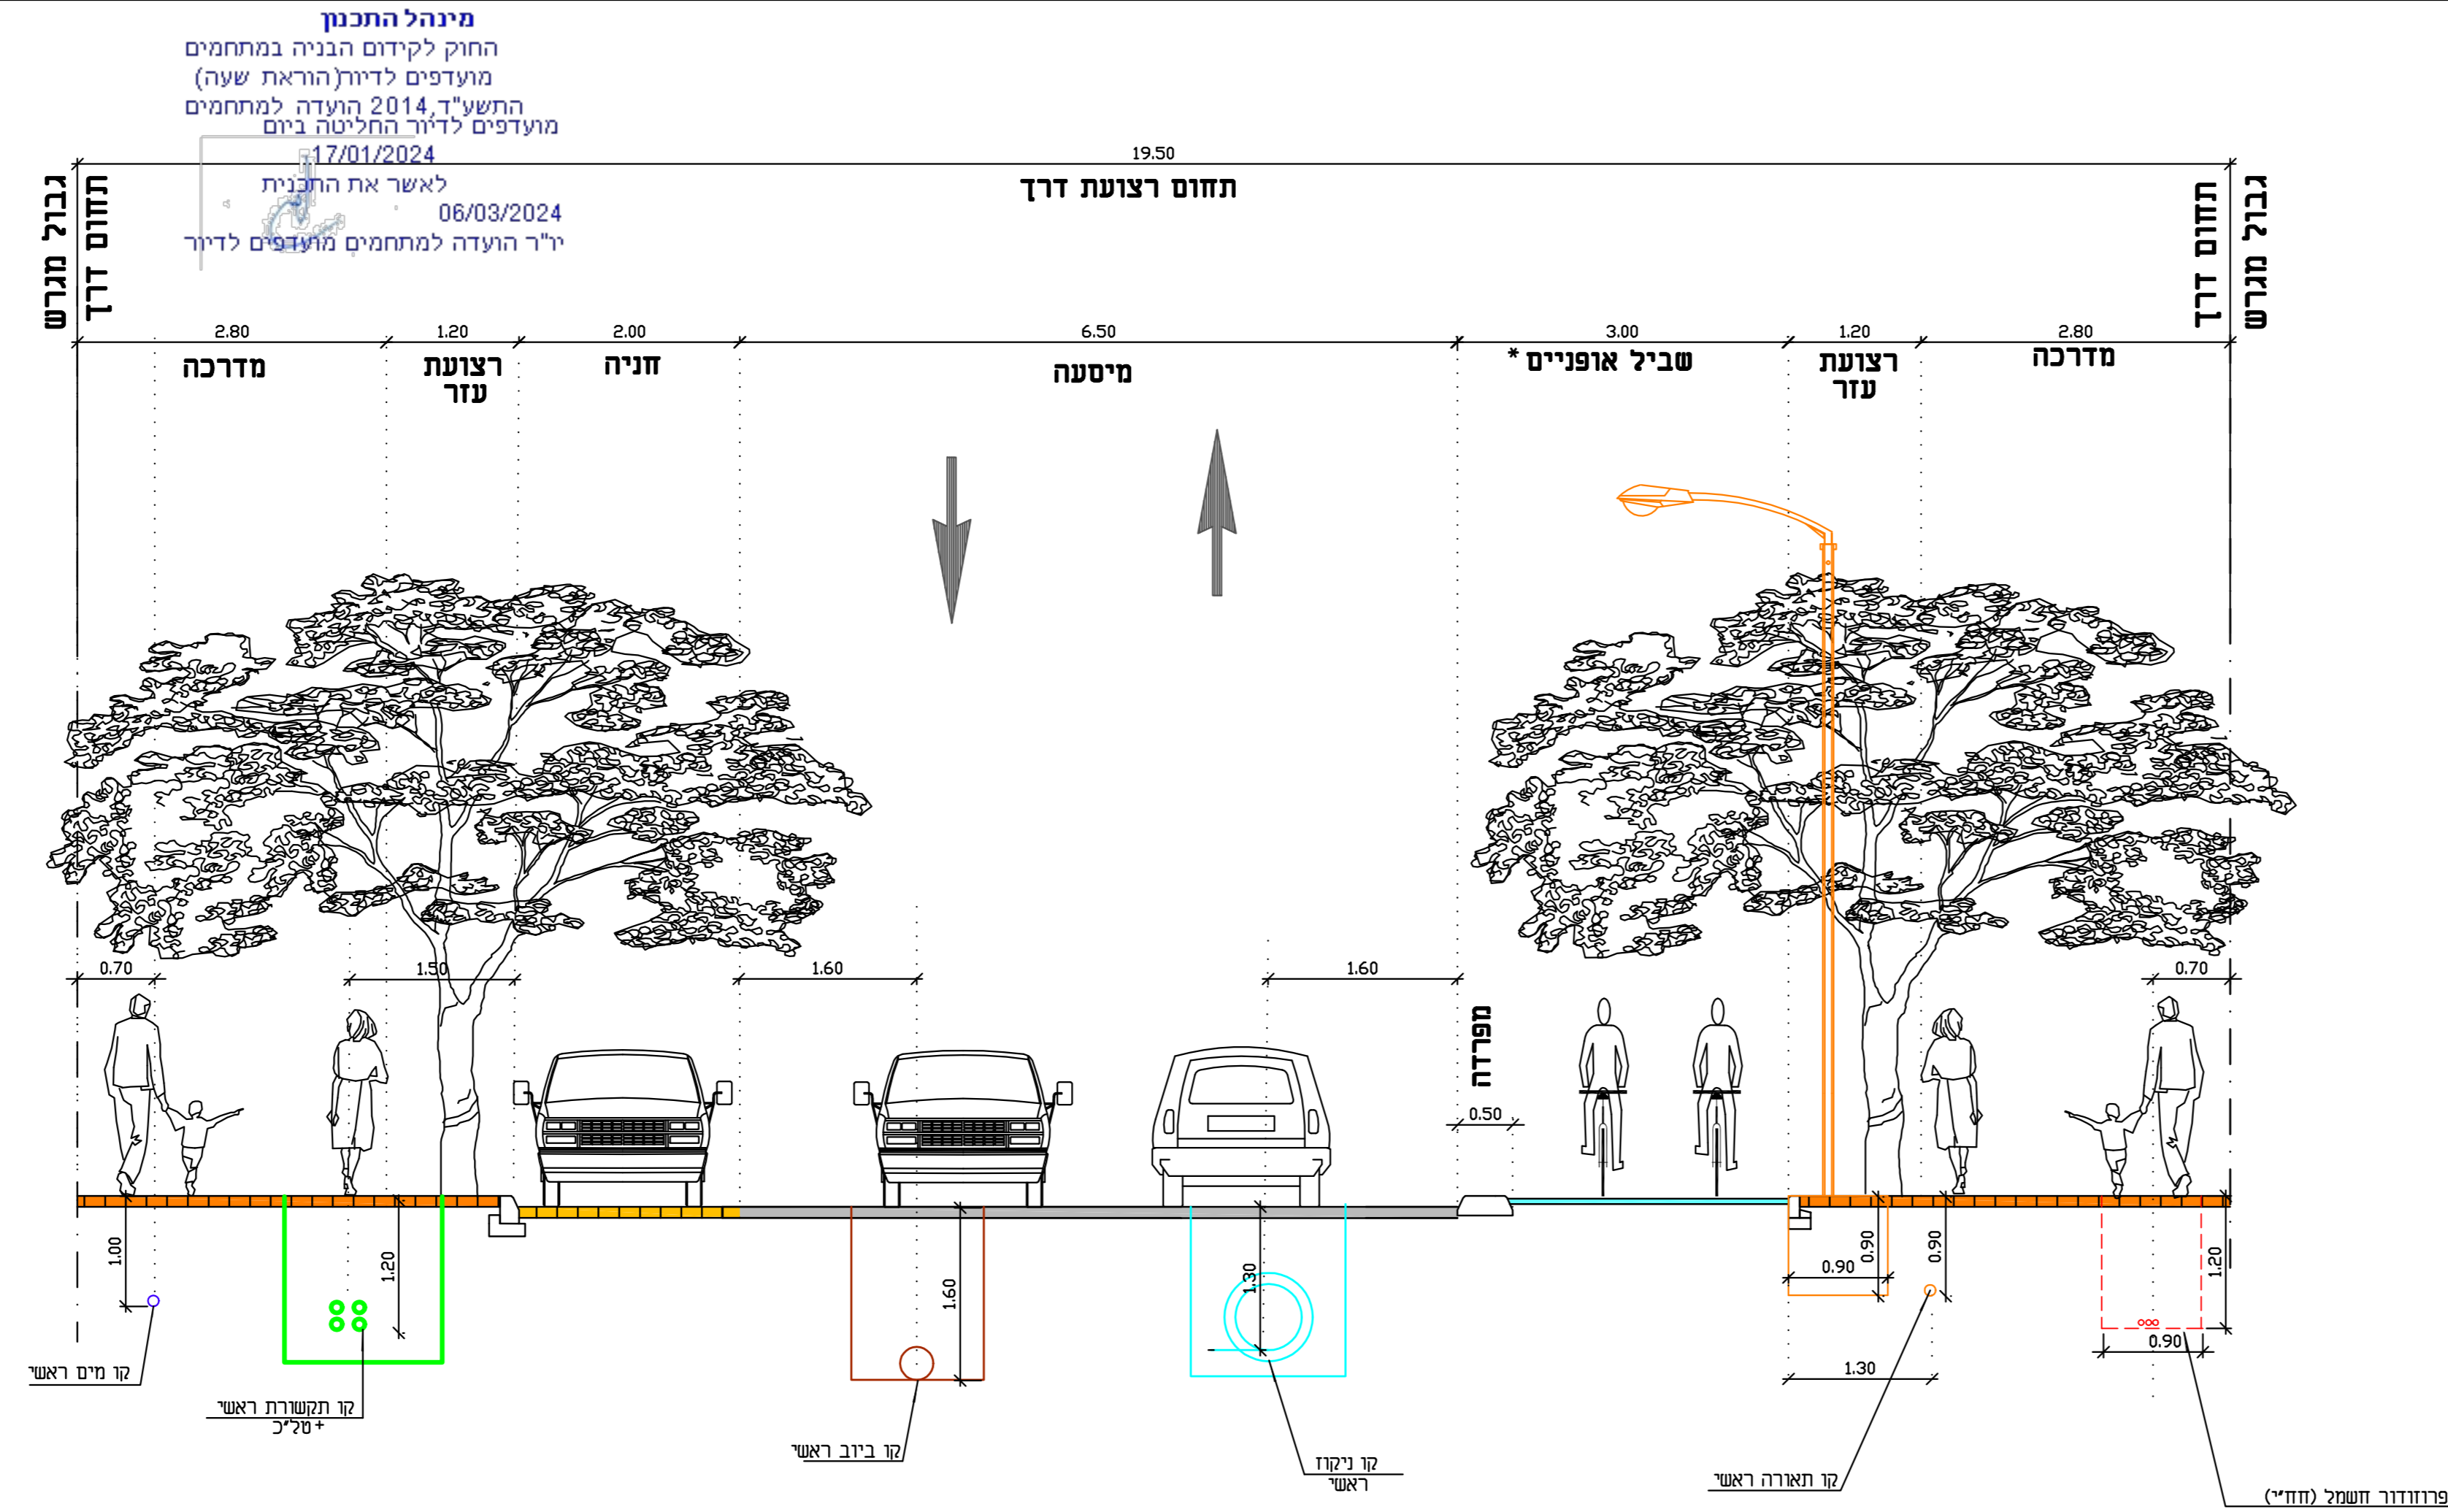 מינהל התכנון
החוק לקידום הבניה במתחמים
מועדפים לדיור(הוראת שעה)
התשע"ד,2014 הועדה למתחמים
מועדפים לדיור החליטה ביום
17/01/2024
לאשר את התכנית
06/03/2024
יו"ר הועדה למתחמים מועדפים לדיור
19.50
תחום רצועת דרך
גבול מגרש
תחום דרך
תחום דרך
גבול מגרש
2.80
1.20
2.00
6.50
3.00
1.20
2.80
מדרכה
רצועת
עזר
חניה
מיסעה
שביל אופניים *
רצועת
עזר
מדרכה
0.70
1.50
1.60
1.60
0.70
מפרדה
0.50
1.00
1.20
1.60
1.30
0.90
0.90
0.90
1.20
0.90
1.30
קו מים ראשי
קו תקשורת ראשי
+טל"כ
קו ביוב ראשי
קו ניקוז
ראשי
קו תאורה ראשי
פרוזודור חשמל (חח"י)